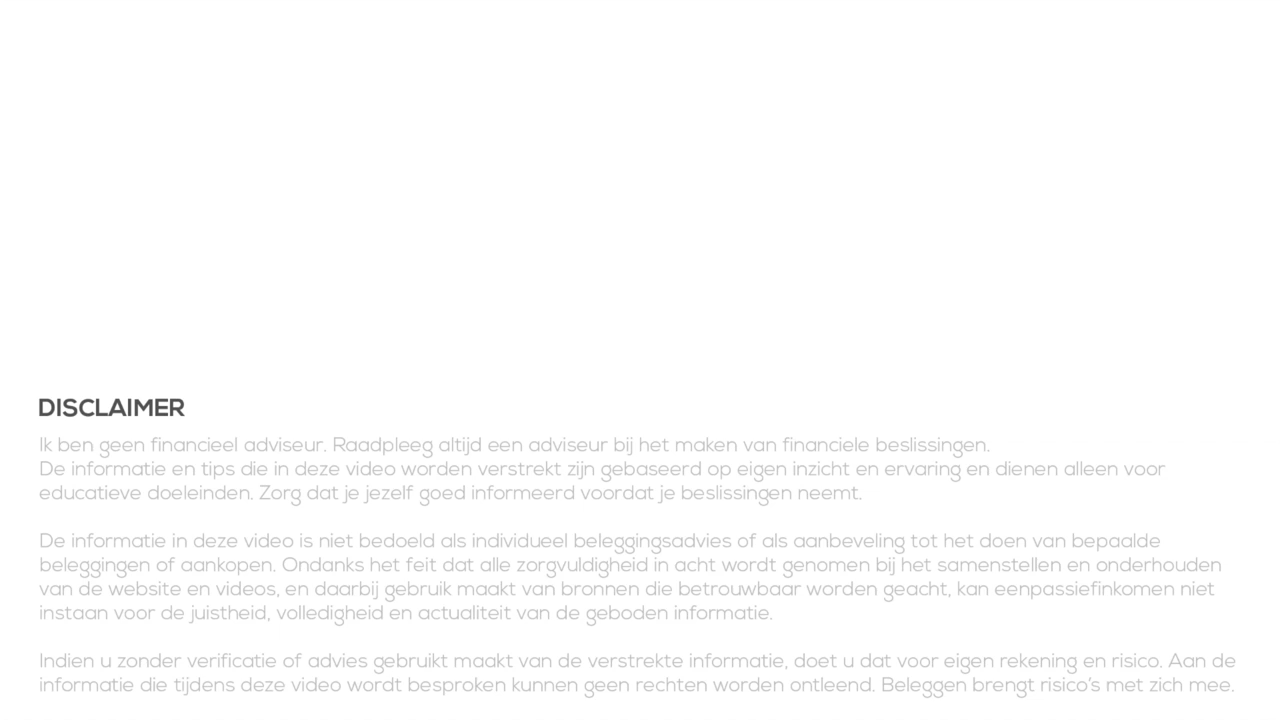 DISCLAIMER
Ik ben geen financieel adviseur. Raadpleeg altijd een adviseur bij het maken van financiele beslissingen.
De informatie en tips die in deze video worden verstrekt zijn gebaseerd op eigen inzicht en ervaring en dienen alleen voor
educatieve doeleinden. Zorg dat je jezelf goed informeerd voordat je beslissingen neemt.
De informatie in deze video is niet bedoeld als individueel beleggingsadvies of als aanbeveling tot het doen van bepaalde
beleggingen of aankopen. Ondanks het feit dat alle zorgvuldigheid in acht wordt genomen bij het samenstellen en onderhouden
van de website en videos, en daarbij gebruik maakt van bronnen die betrouwbaar worden geacht, kan eenpassiefinkomen niet
instaan voor de juistheid, volledigheid en actualiteit van de geboden informatie.
Indien u zonder verificatie of advies gebruikt maakt van de verstrekte informatie, doet u dat voor eigen rekening en risico. Aan de
informatie die tijdens deze video wordt besproken kunnen geen rechten worden ontleend. Beleggen brengt risico's met zich mee.